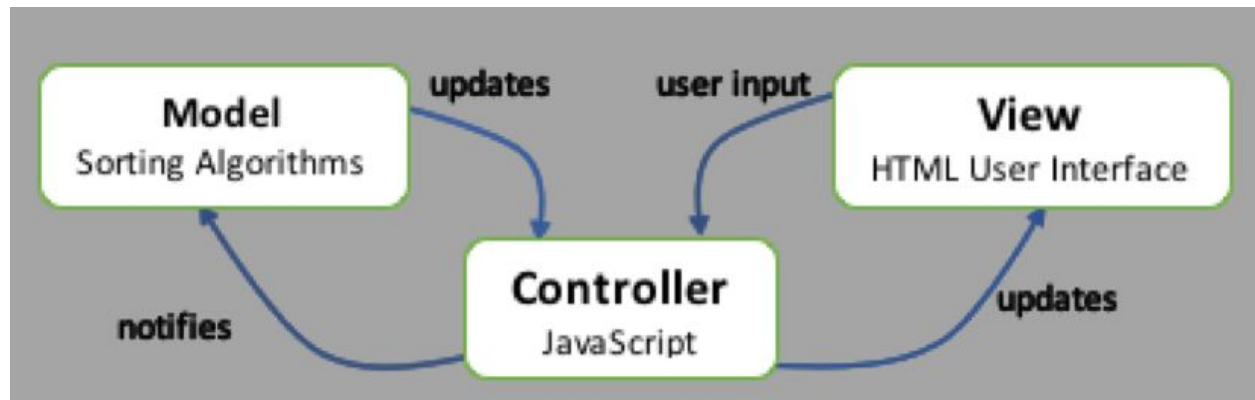 updates
user input
Model
Sorting Algorithms
View
HTML User Interface
Controller
JavaScript
notifies
updates